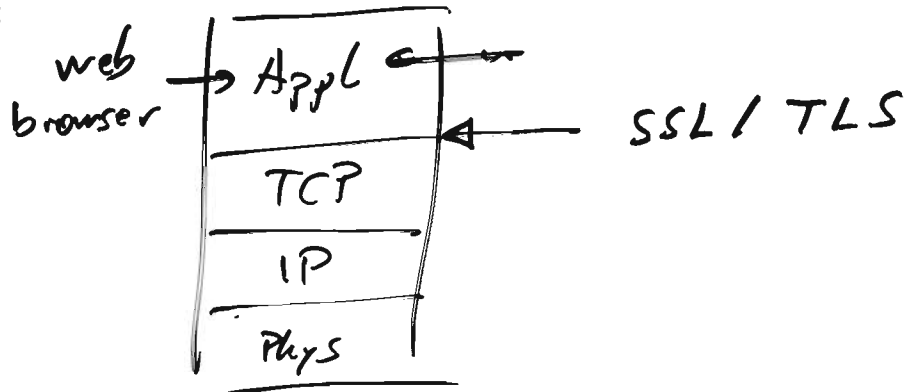 web
browser
Appl
SSL / TLS
TCP
IP
Phys